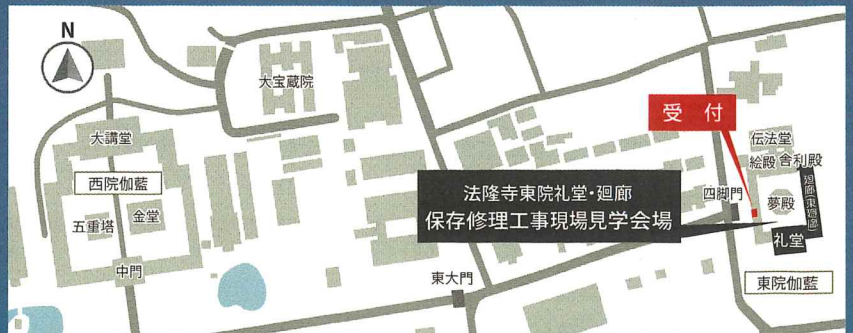 N
大宝蔵院
大講堂
西院伽藍
五重塔
金堂
中門
東大門
受 付
法隆寺東院礼堂・廻廊
保存修理工事現場見学会場
四脚門
伝法堂
絵殿 舎利殿
夢殿
廻廊(東廻廊)
礼堂
東院伽藍